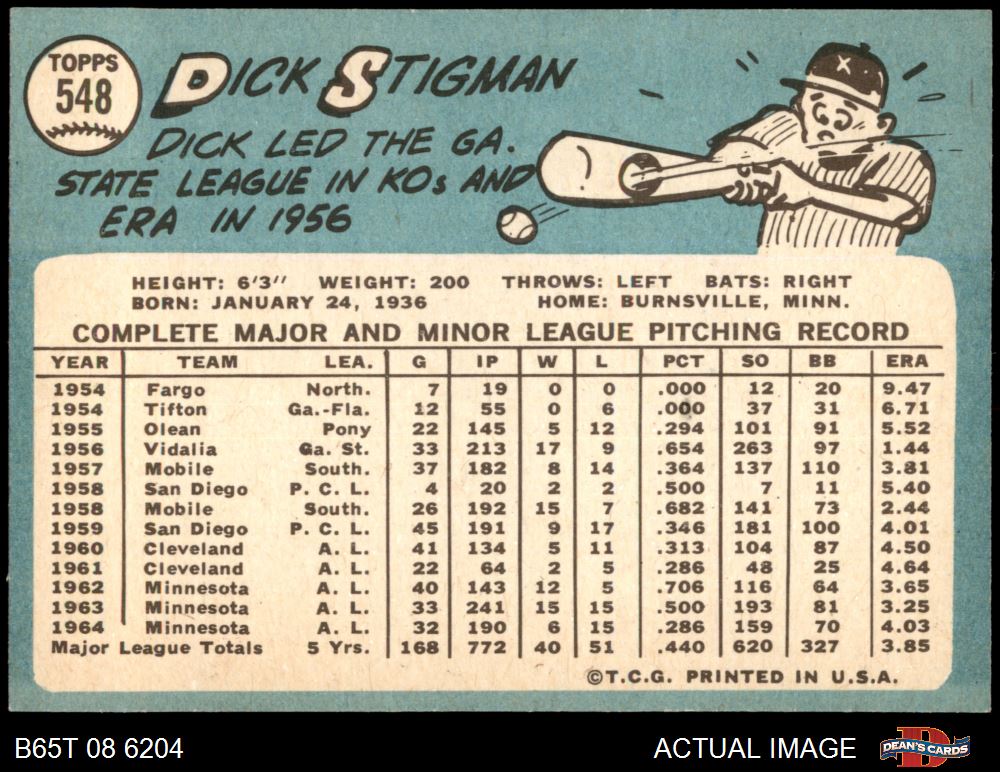 TOPPS
548
DICK STIGMAN
DICK LED THE GA.
STATE LEAGUE IN KOs AND
ERA IN 1956
X
HEIGHT: 6'3" WEIGHT: 200 THROWS: LEFT BATS: RIGHT
BORN: JANUARY 24, 1936 HOME: BURNSVILLE, MINN.
COMPLETE MAJOR AND MINOR LEAGUE PITCHING RECORD
YEAR TEAM LEA. G IP W L PCT SO BB ERA
1954 Fargo North. 7 19 0 0 .000 12 20 9.47
1954 Tifton Ga.-Fla. 12 55 0 6 .000 37 31 6.71
1955 Olean Pony 22 145 5 12 .294 101 91 5.52
1956 Vidalia Ga. St. 33 213 17 9 .654 263 97 1.44
1957 Mobile South. 37 182 8 14 .364 137 110 3.81
1958 San Diego P. C. L. 4 20 2 2 .500 7 11 5.40
1958 Mobile South. 26 192 15 7 .682 141 73 2.44
1959 San Diego P. C. L. 45 191 9 17 .346 181 100 4.01
1960 Cleveland A. L. 41 134 5 11 .313 104 87 4.50
1961 Cleveland A. L. 22 64 2 5 .286 48 25 4.64
1962 Minnesota A. L. 40 143 12 5 .706 116 64 3.65
1963 Minnesota A. L. 33 241 15 15 .500 193 81 3.25
1964 Minnesota A. L. 32 190 6 15 .286 159 70 4.03
Major League Totals 5 Yrs. 168 772 40 51 .440 620 327 3.85
©T.C.G. PRINTED IN U.S.A.
B65T 08 6204 ACTUAL IMAGE DEAN'S CARDS